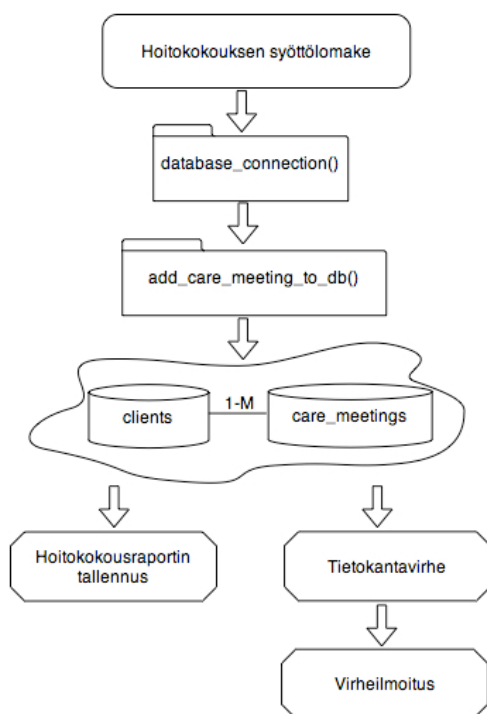 Hoitokokouksen syöttölomake
database_connection()
add_care_meeting_to_db()
clients
1-M
care_meetings
Hoitokokousraportin
tallennus
Tietokantavirhe
Virheilmoitus